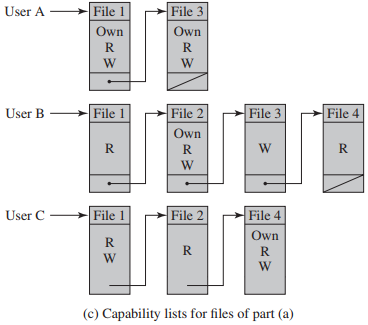 User A File 1 File 3
Own Own
R R
W W
User B File 1 File 2 File 3 File 4
Own
R R W R
W
User C File 1 File 2 File 4
Own
R R R
W W
(c) Capability lists for files of part (a)